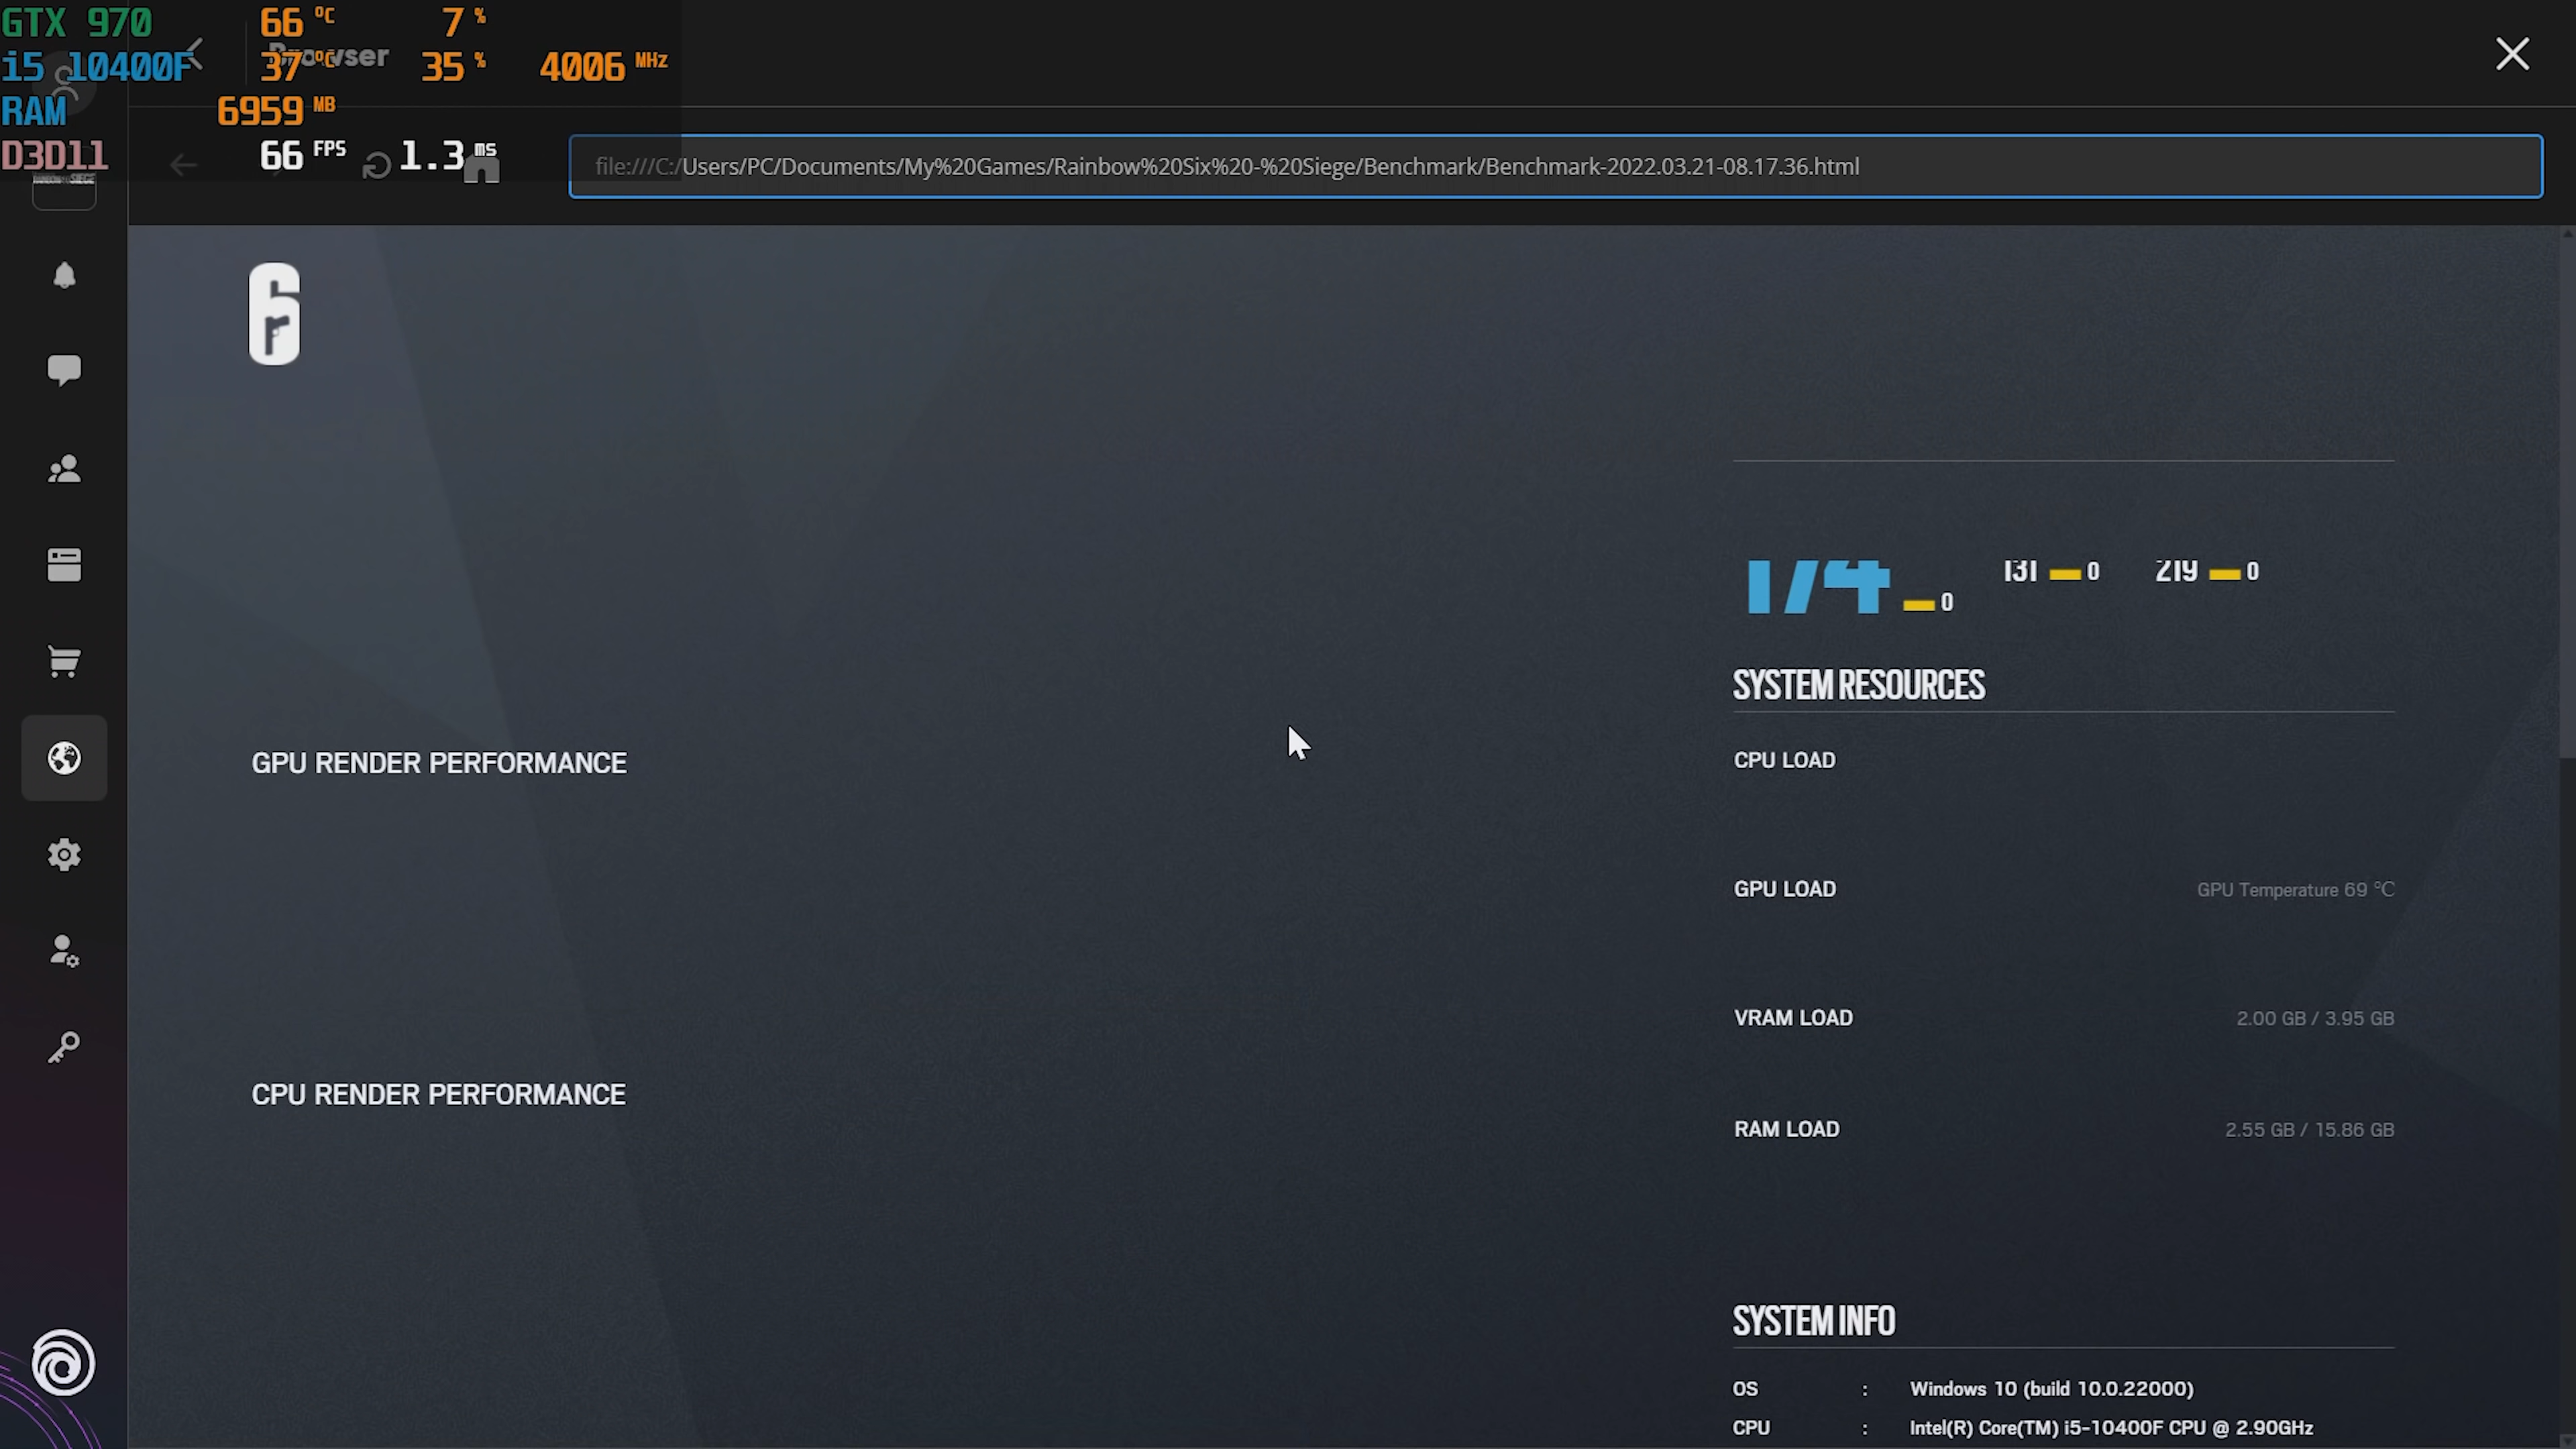 GTX 970 66 °C 7 %
i5 10400F 37 °C 35 % 4006 MHz
Browser
RAM 6959 MB
D3D11 66 FPS 1.3 ms
file:///C:/Users/PC/Documents/My%20Games/Rainbow%20Six%20-%20Siege/Benchmark/Benchmark-2022.03.21-08.17.36.html
174 0 131 0 219 0
SYSTEM RESOURCES
GPU RENDER PERFORMANCE
CPU LOAD
GPU LOAD GPU Temperature 69 °C
VRAM LOAD 2.00 GB / 3.95 GB
CPU RENDER PERFORMANCE
RAM LOAD 2.55 GB / 15.86 GB
SYSTEM INFO
OS : Windows 10 (build 10.0.22000)
CPU : Intel(R) Core(TM) i5-10400F CPU @ 2.90GHz